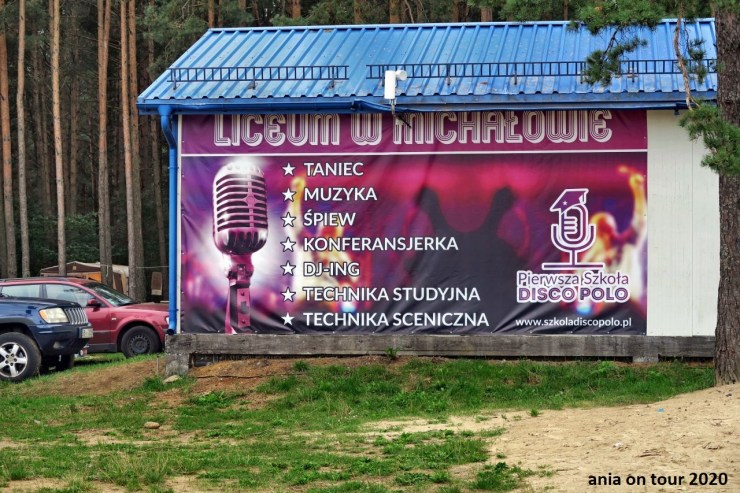 LICEUM W MICHAŁOWIE
TANIEC
MUZYKA
ŚPIEW
KONFERANSJERKA
DJ-ING
TECHNIKA STUDYJNA
TECHNIKA SCENICZNA
Pierwsza Szkoła
DISCO POLO
www.szkoladiscopolo.pl
ania on tour 2020